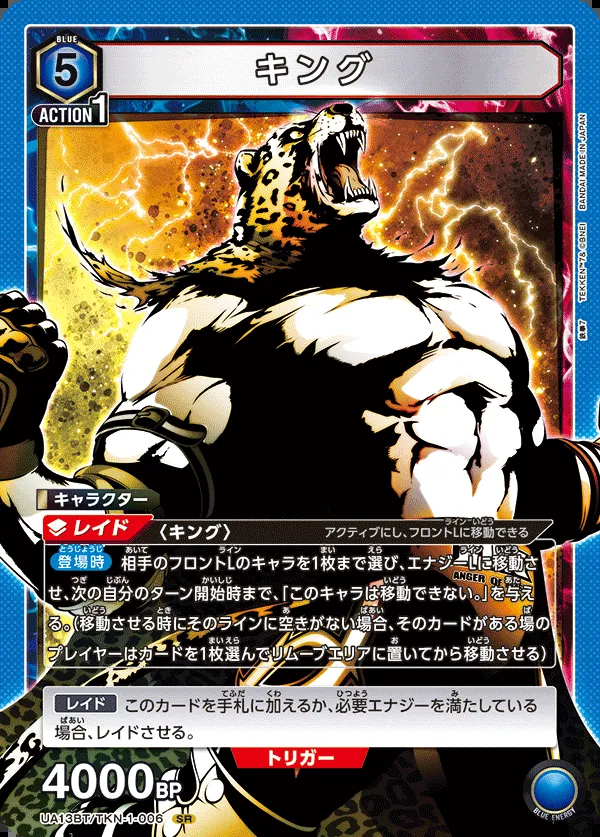 BLUE
5
キング
ACTION 1
鉄拳7 TEKKEN™7& ©BNEI BANDAI MADE IN JAPAN
キャラクター
レイド 〈キング〉 アクティブにし、フロントLに移動できる
登場時 相手のフロントLのキャラを1枚まで選び、エナジーLに移動さ
せ、次の自分のターン開始時まで、「このキャラは移動できない。」を与え
る。(移動させる時にそのラインに空きがない場合、そのカードがある場の
プレイヤーはカードを1枚選んでリムーブエリアに置いてから移動させる)
レイド このカードを手札に加えるか、必要エナジーを満たしている
場合、レイドさせる。
トリガー
4000BP
UA13BT/TKN-1-006 SR
BLUE ENERGY